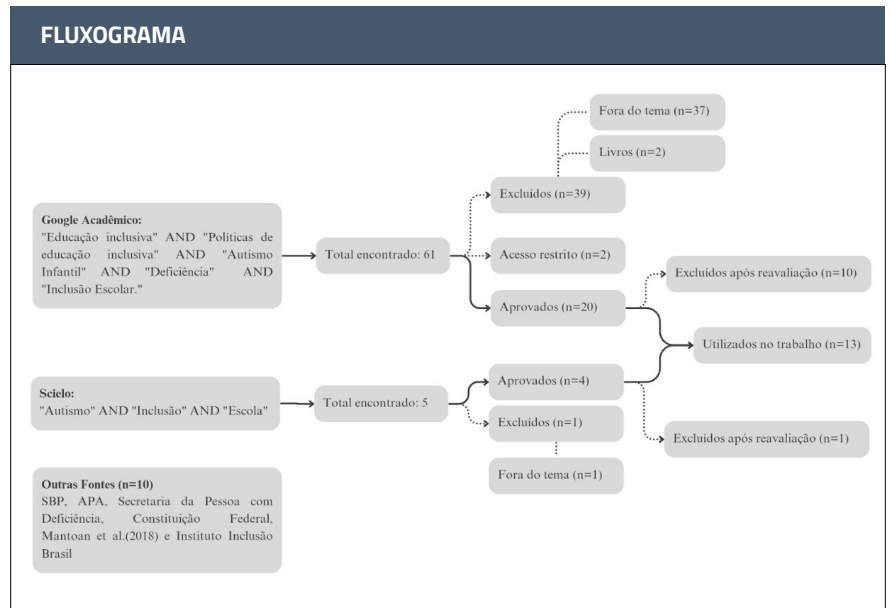 FLUXOGRAMA
Fora do tema (n=37)
Livros (n=2)
Excluídos (n=39)
Google Acadêmico:
"Educação inclusiva" AND "Políticas de
educação inclusiva" AND "Autismo
Infantil" AND "Deficiência" AND
"Inclusão Escolar."
Total encontrado: 61
Acesso restrito (n=2)
Excluídos após reavaliação (n=10)
Aprovados (n=20)
Utilizados no trabalho (n=13)
Scielo:
"Autismo" AND "Inclusão" AND "Escola"
Total encontrado: 5
Aprovados (n=4)
Excluídos (n=1)
Excluídos após reavaliação (n=1)
Fora do tema (n=1)
Outras Fontes (n=10)
SBP, APA, Secretaria da Pessoa com
Deficiência, Constituição Federal,
Mantoan et al.(2018) e Instituto Inclusão
Brasil